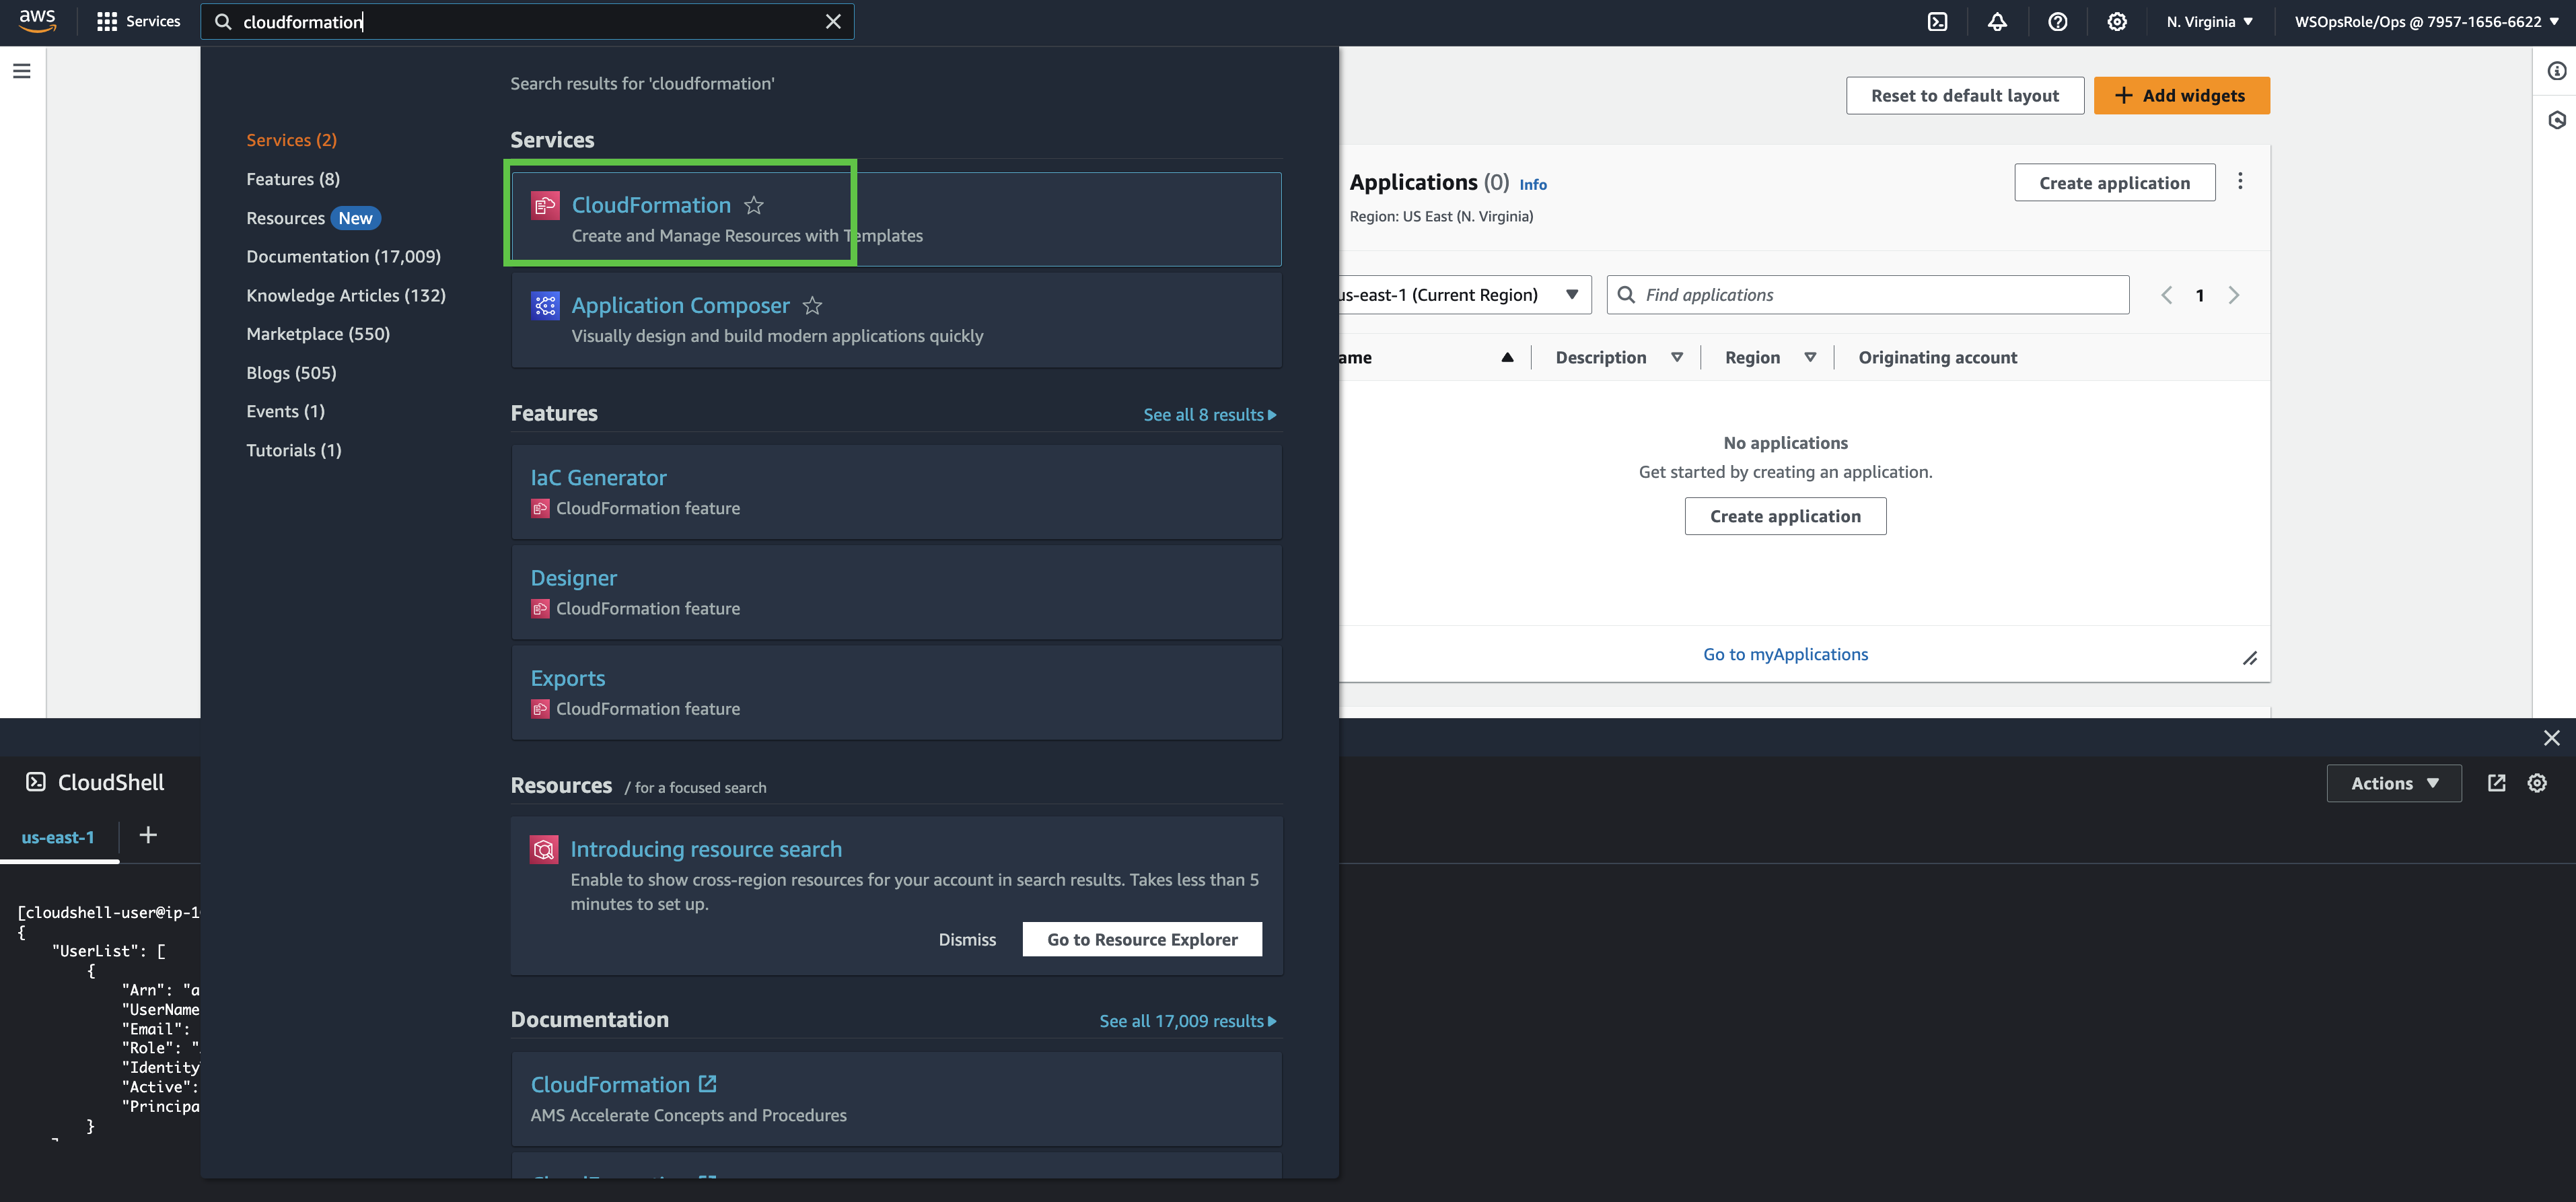 aws
Services
cloudformation
N. Virginia
WSOpsRole/Ops @ 7957-1656-6622
Search results for 'cloudformation'
Services (2)
Features (8)
Resources New
Documentation (17,009)
Knowledge Articles (132)
Marketplace (550)
Blogs (505)
Events (1)
Tutorials (1)
Services
CloudFormation
Create and Manage Resources with Templates
Application Composer
Visually design and build modern applications quickly
Features
See all 8 results
IaC Generator
CloudFormation feature
Designer
CloudFormation feature
Exports
CloudFormation feature
Resources / for a focused search
Introducing resource search
Enable to show cross-region resources for your account in search results. Takes less than 5
minutes to set up.
Dismiss
Go to Resource Explorer
Documentation
See all 17,009 results
CloudFormation
AMS Accelerate Concepts and Procedures
Reset to default layout
Add widgets
Applications (0) Info
Region: US East (N. Virginia)
Create application
us-east-1 (Current Region)
Find applications
1
ame
Description
Region
Originating account
No applications
Get started by creating an application.
Create application
Go to myApplications
CloudShell
Actions
us-east-1
[cloudshell-user@ip-1
{
"UserList": [
{
"Arn": "a
"UserName
"Email":
"Role": "
"Identity
"Active":
"Principa
}